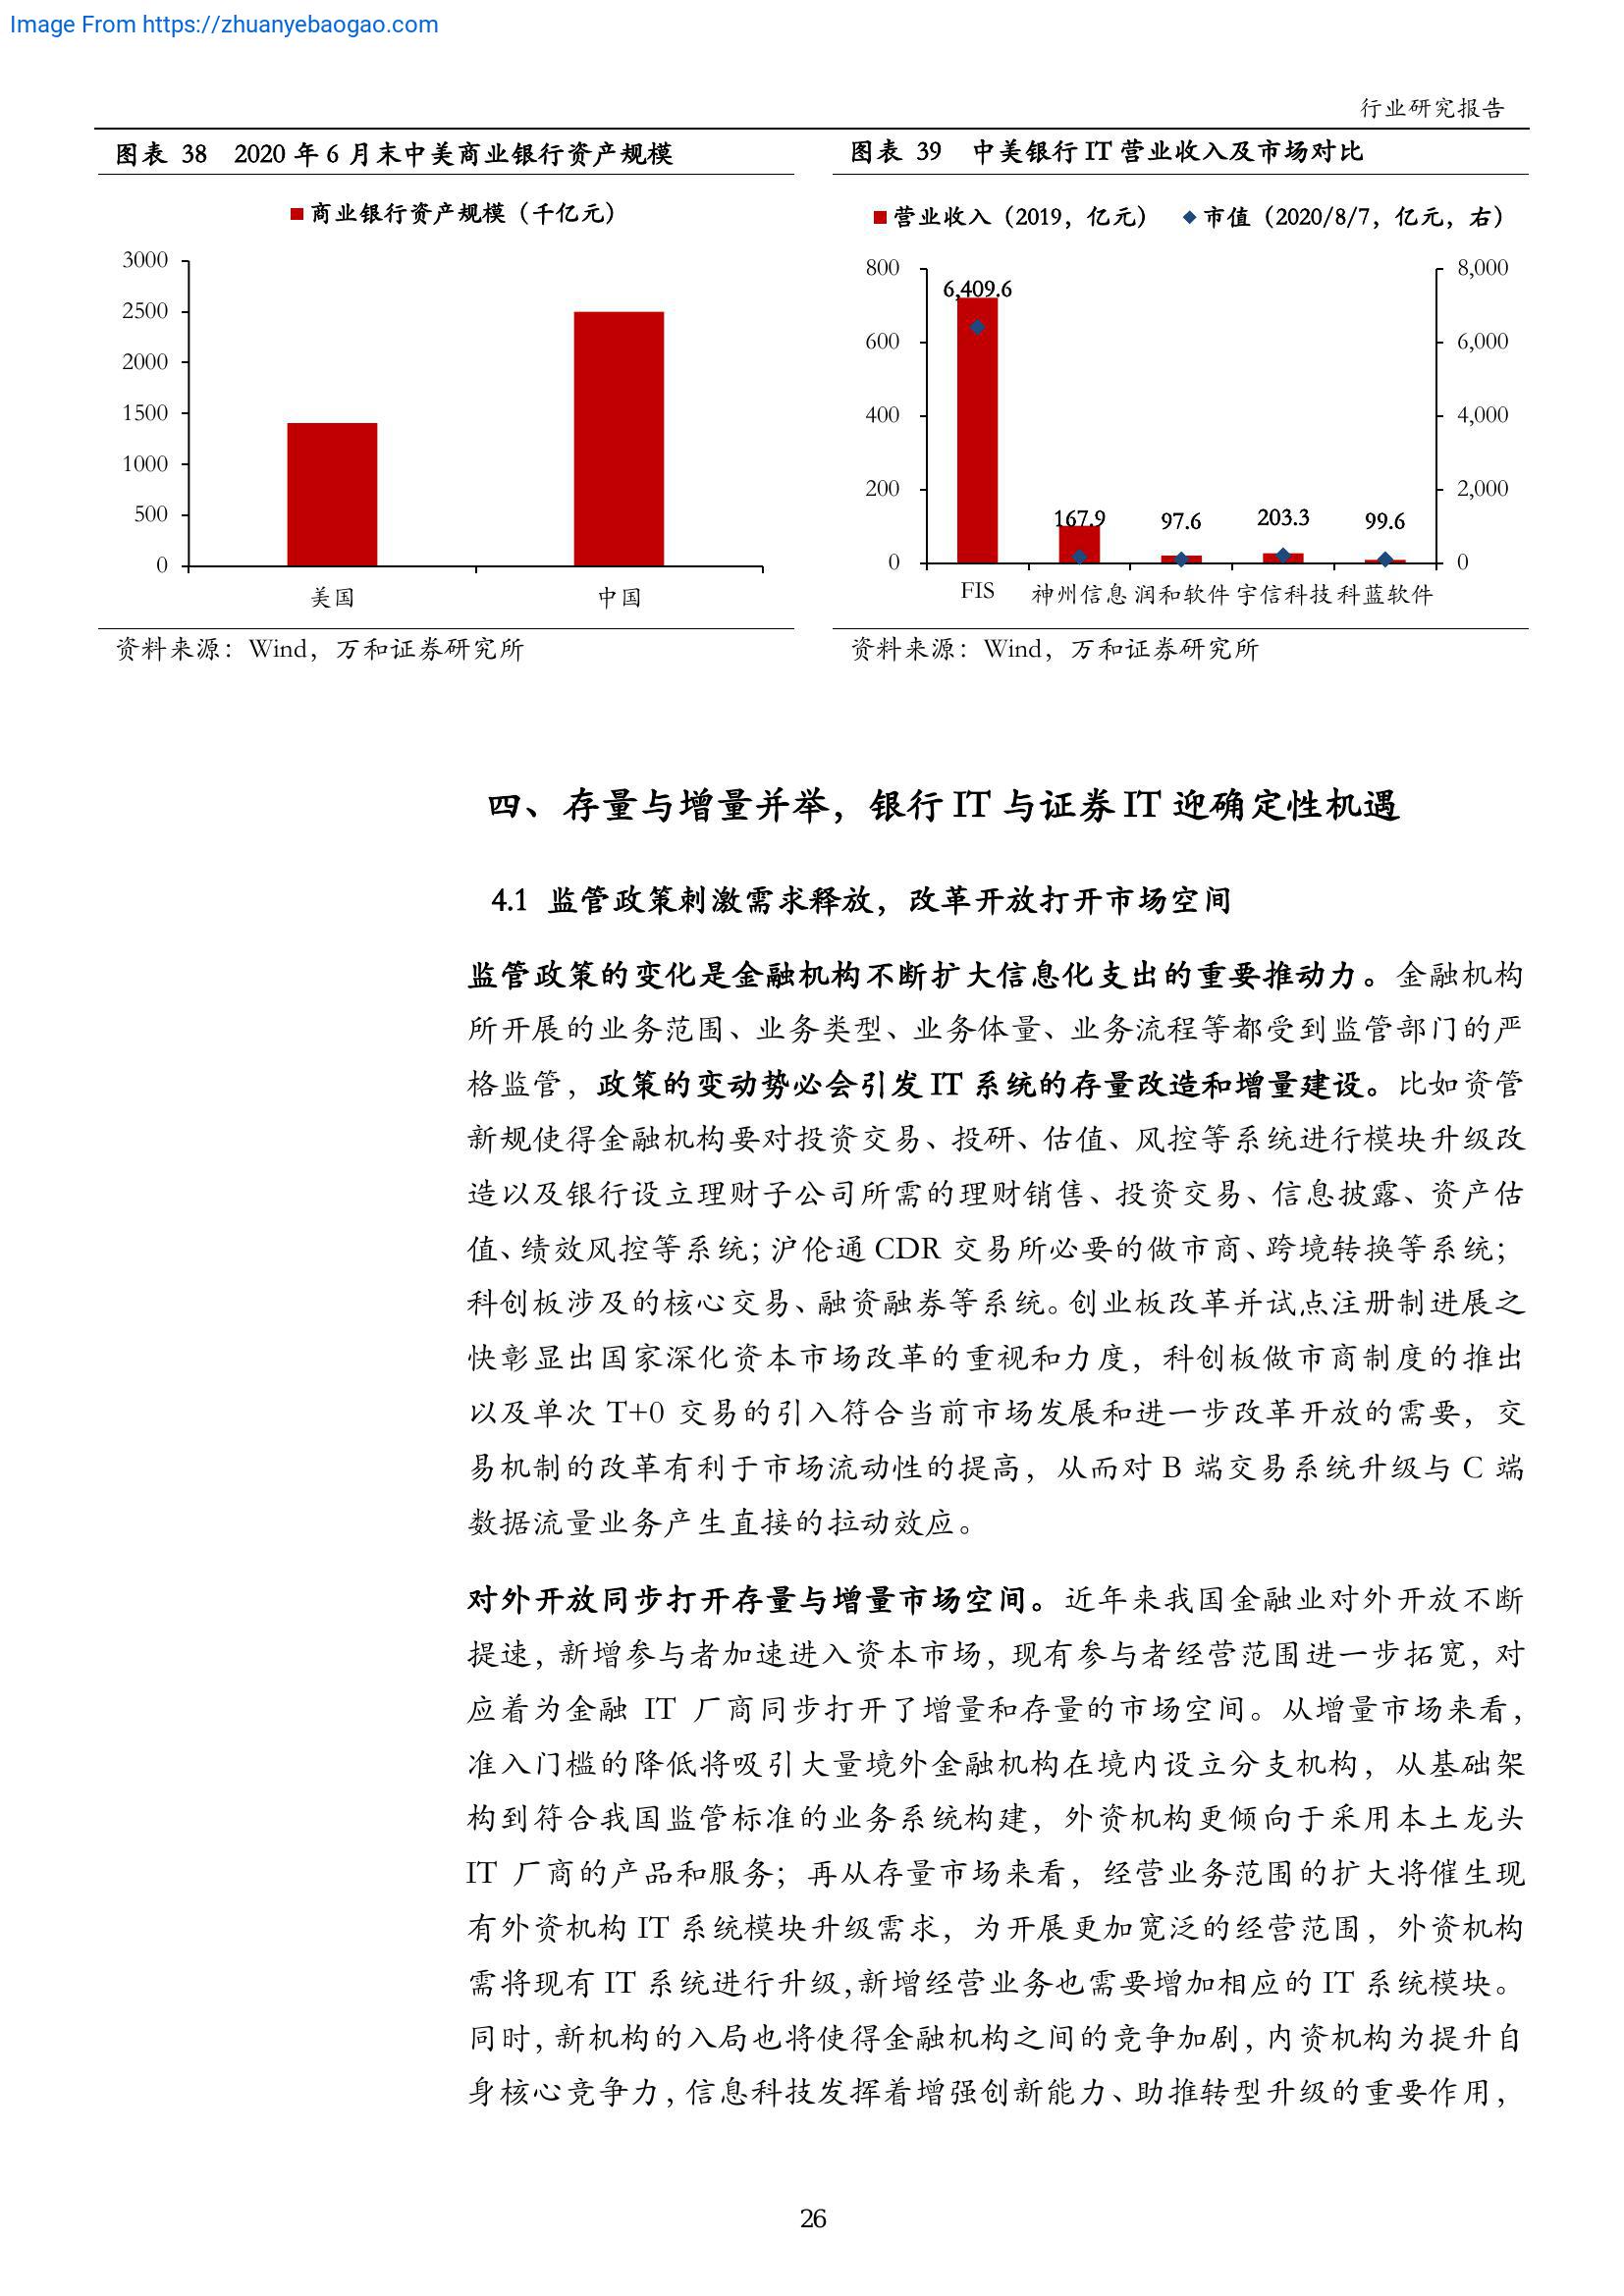 Image From https://zhuanyebaogao.com
行业研究报告
图表 38 2020 年 6 月末中美商业银行资产规模
商业银行资产规模（千亿元）
3000
2500
2000
1500
1000
500
0
美国 中国
资料来源：Wind，万和证券研究所
图表 39 中美银行 IT 营业收入及市场对比
营业收入（2019，亿元） 市值（2020/8/7，亿元，右）
800 8,000
6,409.6
600 6,000
400 4,000
200 2,000
167.9 97.6 203.3 99.6
0 0
FIS 神州信息 润和软件 宇信科技 科蓝软件
资料来源：Wind，万和证券研究所
四、存量与增量并举，银行 IT 与证券 IT 迎确定性机遇
4.1 监管政策刺激需求释放，改革开放打开市场空间
监管政策的变化是金融机构不断扩大信息化支出的重要推动力。金融机构
所开展的业务范围、业务类型、业务体量、业务流程等都受到监管部门的严
格监管，政策的变动势必会引发 IT 系统的存量改造和增量建设。比如资管
新规使得金融机构要对投资交易、投研、估值、风控等系统进行模块升级改
造以及银行设立理财子公司所需的理财销售、投资交易、信息披露、资产估
值、绩效风控等系统；沪伦通 CDR 交易所必要的做市商、跨境转换等系统；
科创板涉及的核心交易、融资融券等系统。创业板改革并试点注册制进展之
快彰显出国家深化资本市场改革的重视和力度，科创板做市商制度的推出
以及单次 T+0 交易的引入符合当前市场发展和进一步改革开放的需要，交
易机制的改革有利于市场流动性的提高，从而对 B 端交易系统升级与 C 端
数据流量业务产生直接的拉动效应。
对外开放同步打开存量与增量市场空间。近年来我国金融业对外开放不断
提速，新增参与者加速进入资本市场，现有参与者经营范围进一步拓宽，对
应着为金融 IT 厂商同步打开了增量和存量的市场空间。从增量市场来看，
准入门槛的降低将吸引大量境外金融机构在境内设立分支机构，从基础架
构到符合我国监管标准的业务系统构建，外资机构更倾向于采用本土龙头
IT 厂商的产品和服务；再从存量市场来看，经营业务范围的扩大将催生现
有外资机构 IT 系统模块升级需求，为开展更加宽泛的经营范围，外资机构
需将现有 IT 系统进行升级，新增经营业务也需要增加相应的 IT 系统模块。
同时，新机构的入局也将使得金融机构之间的竞争加剧，内资机构为提升自
身核心竞争力，信息科技发挥着增强创新能力、助推转型升级的重要作用，
26